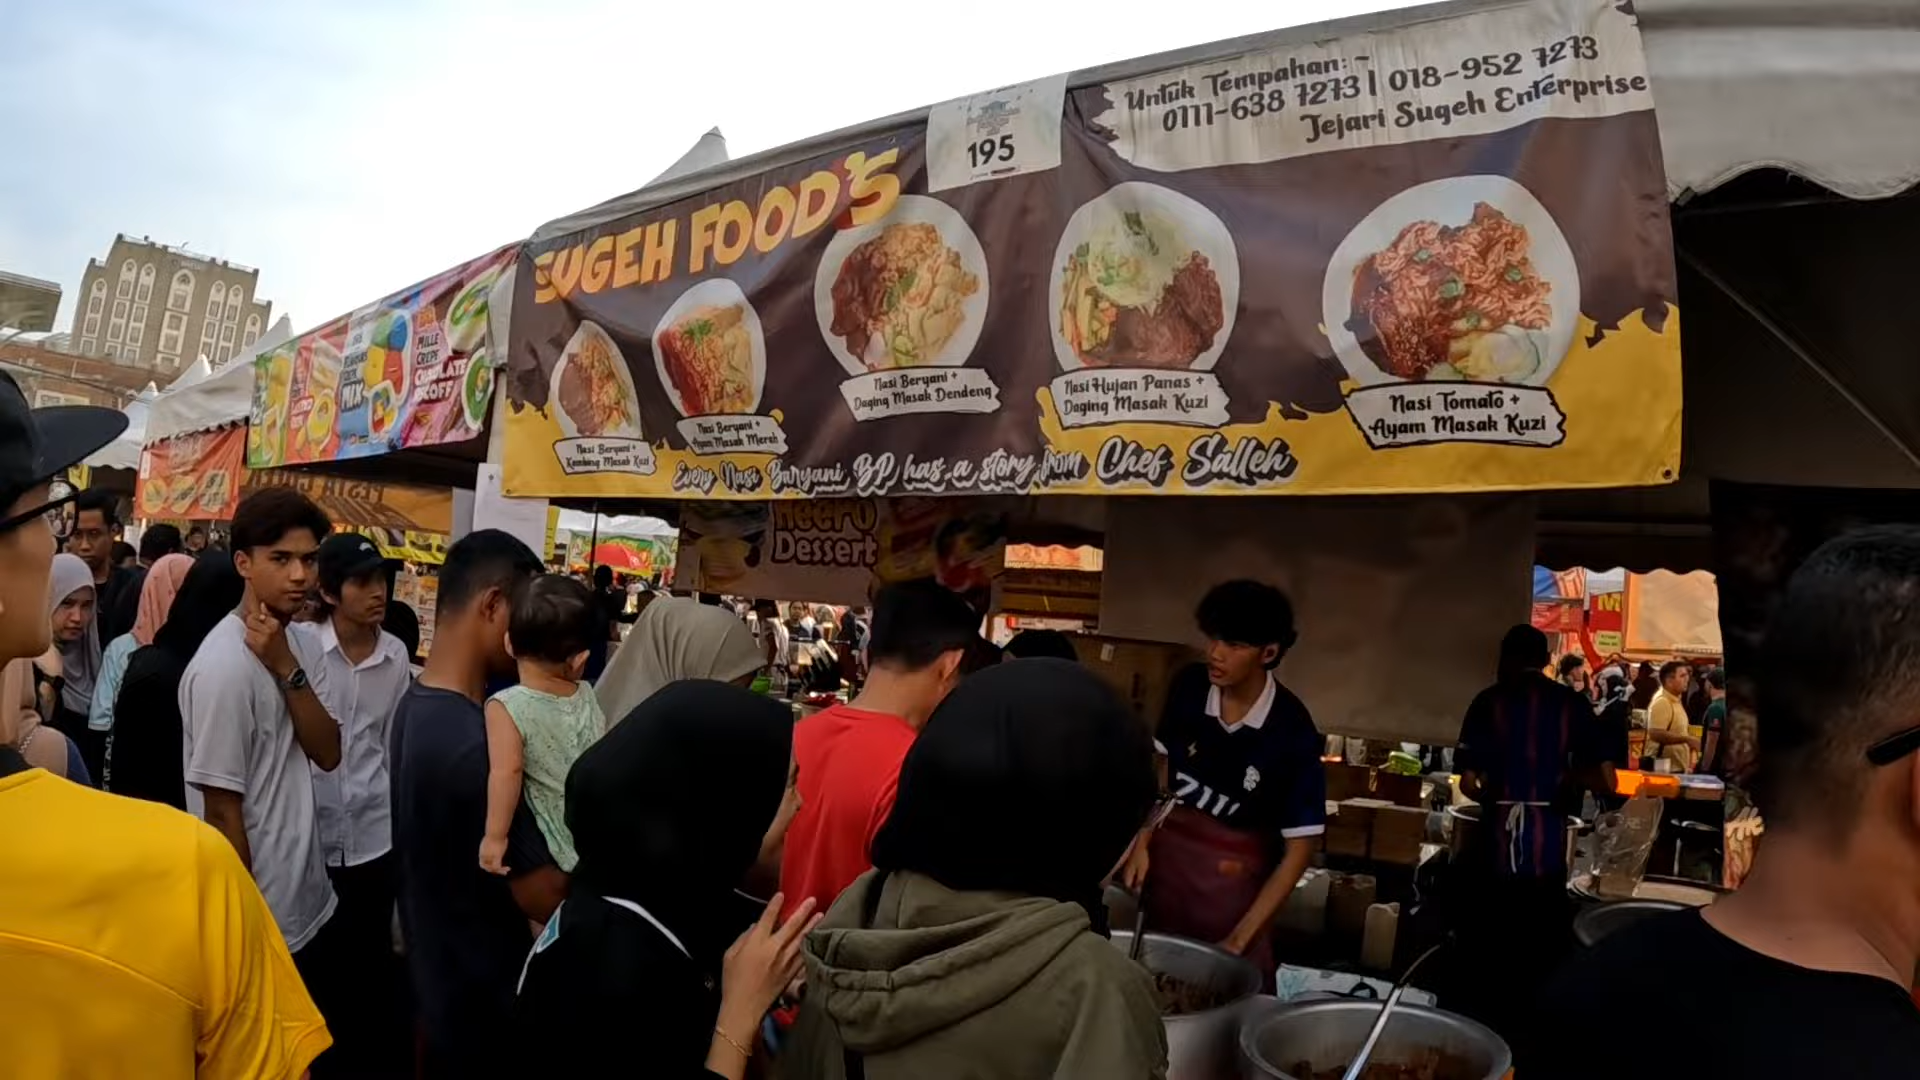 Untuk Tempahan:~
0111-638 7273 | 018-952 7273
Jejari Sugeh Enterprise
195
SUGEH FOOD'S
Nasi Beryani +
Kambing Masak Kuzi
Nasi Beryani +
Ayam Masak Merah
Nasi Beryani +
Daging Masak Dendeng
Nasi Hujan Panas +
Daging Masak Kuzi
Nasi Tomato +
Ayam Masak Kuzi
Every Nasi Baryani BP has a story from Chef Salleh
MILLE
CREPE
MIX
Dessert